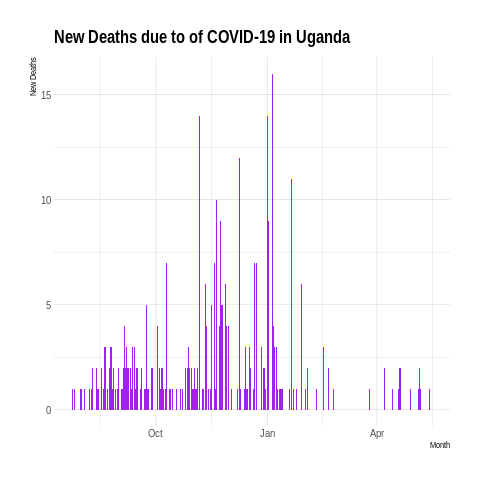 New Deaths due to of COVID-19 in Uganda
New Deaths
15
10
5
0
Oct
Jan
Apr
Month